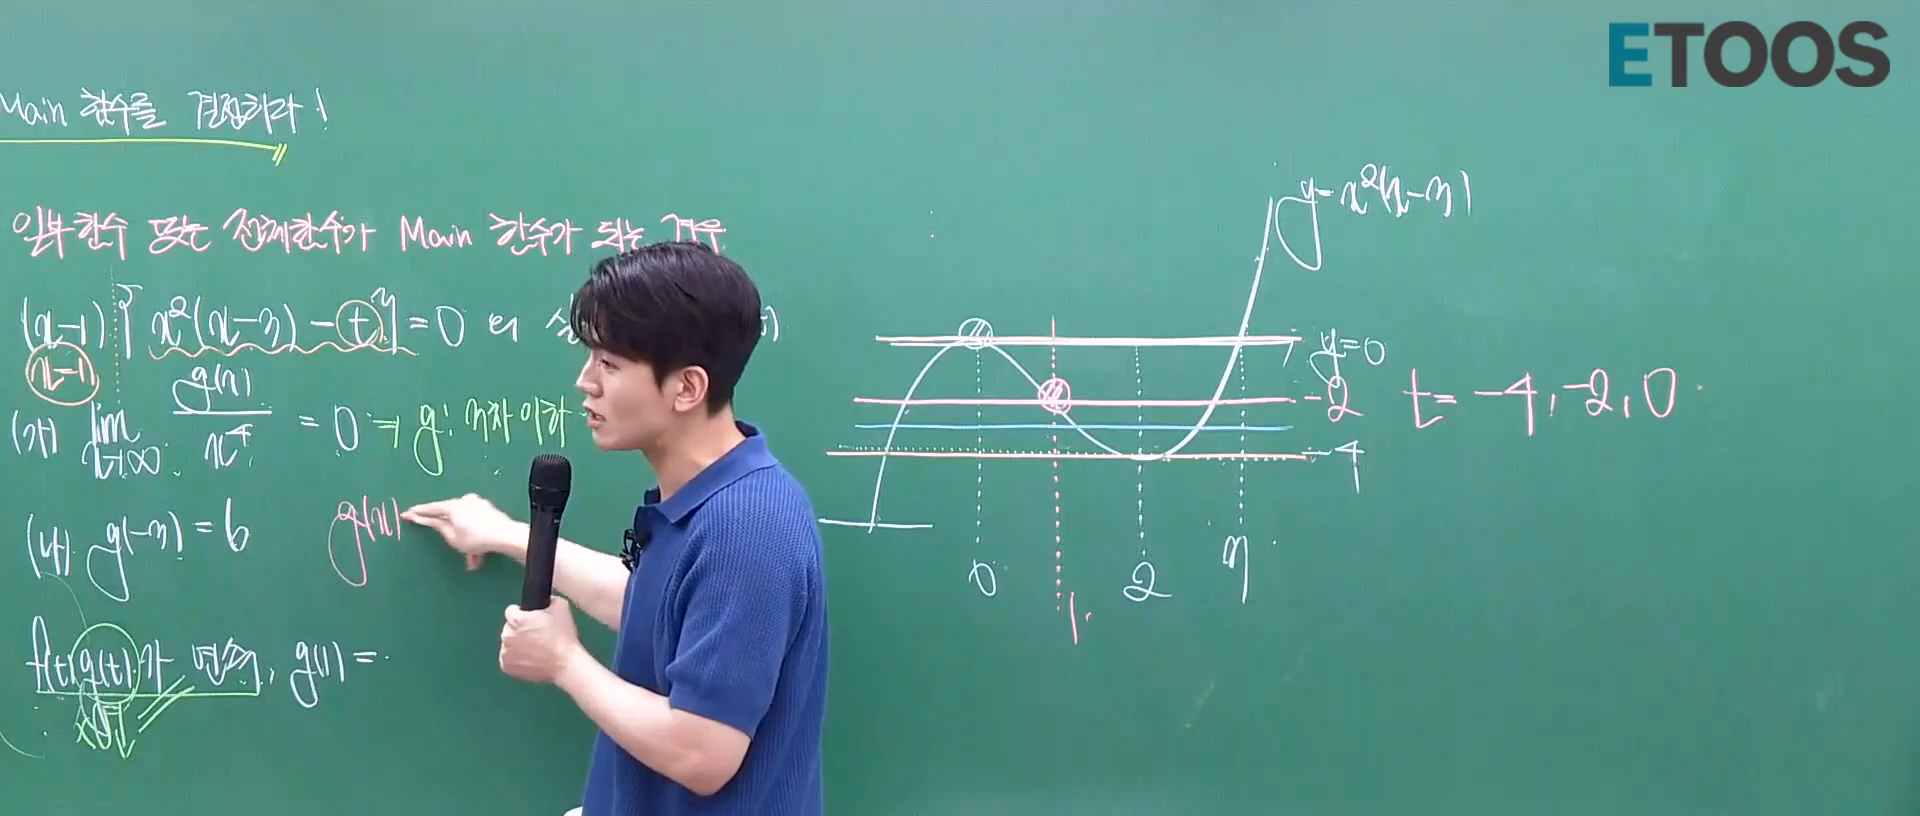 ETOOS
Main 함수를 결정하라!
일부함수 또는 전체함수가 Main 함수가 되는 경우
(x-1){x²(x-3)-t}=0 의
x=1
(가) lim x→∞ g(x)/x⁴ = 0 → g: 3차 이하
(나) g(-3)=6
g(x)
f(t)g(t)가 연속, g(1)=
y=x²(x-3)
y=0
-2
-4
t=-4, -2, 0
0
1
2
3